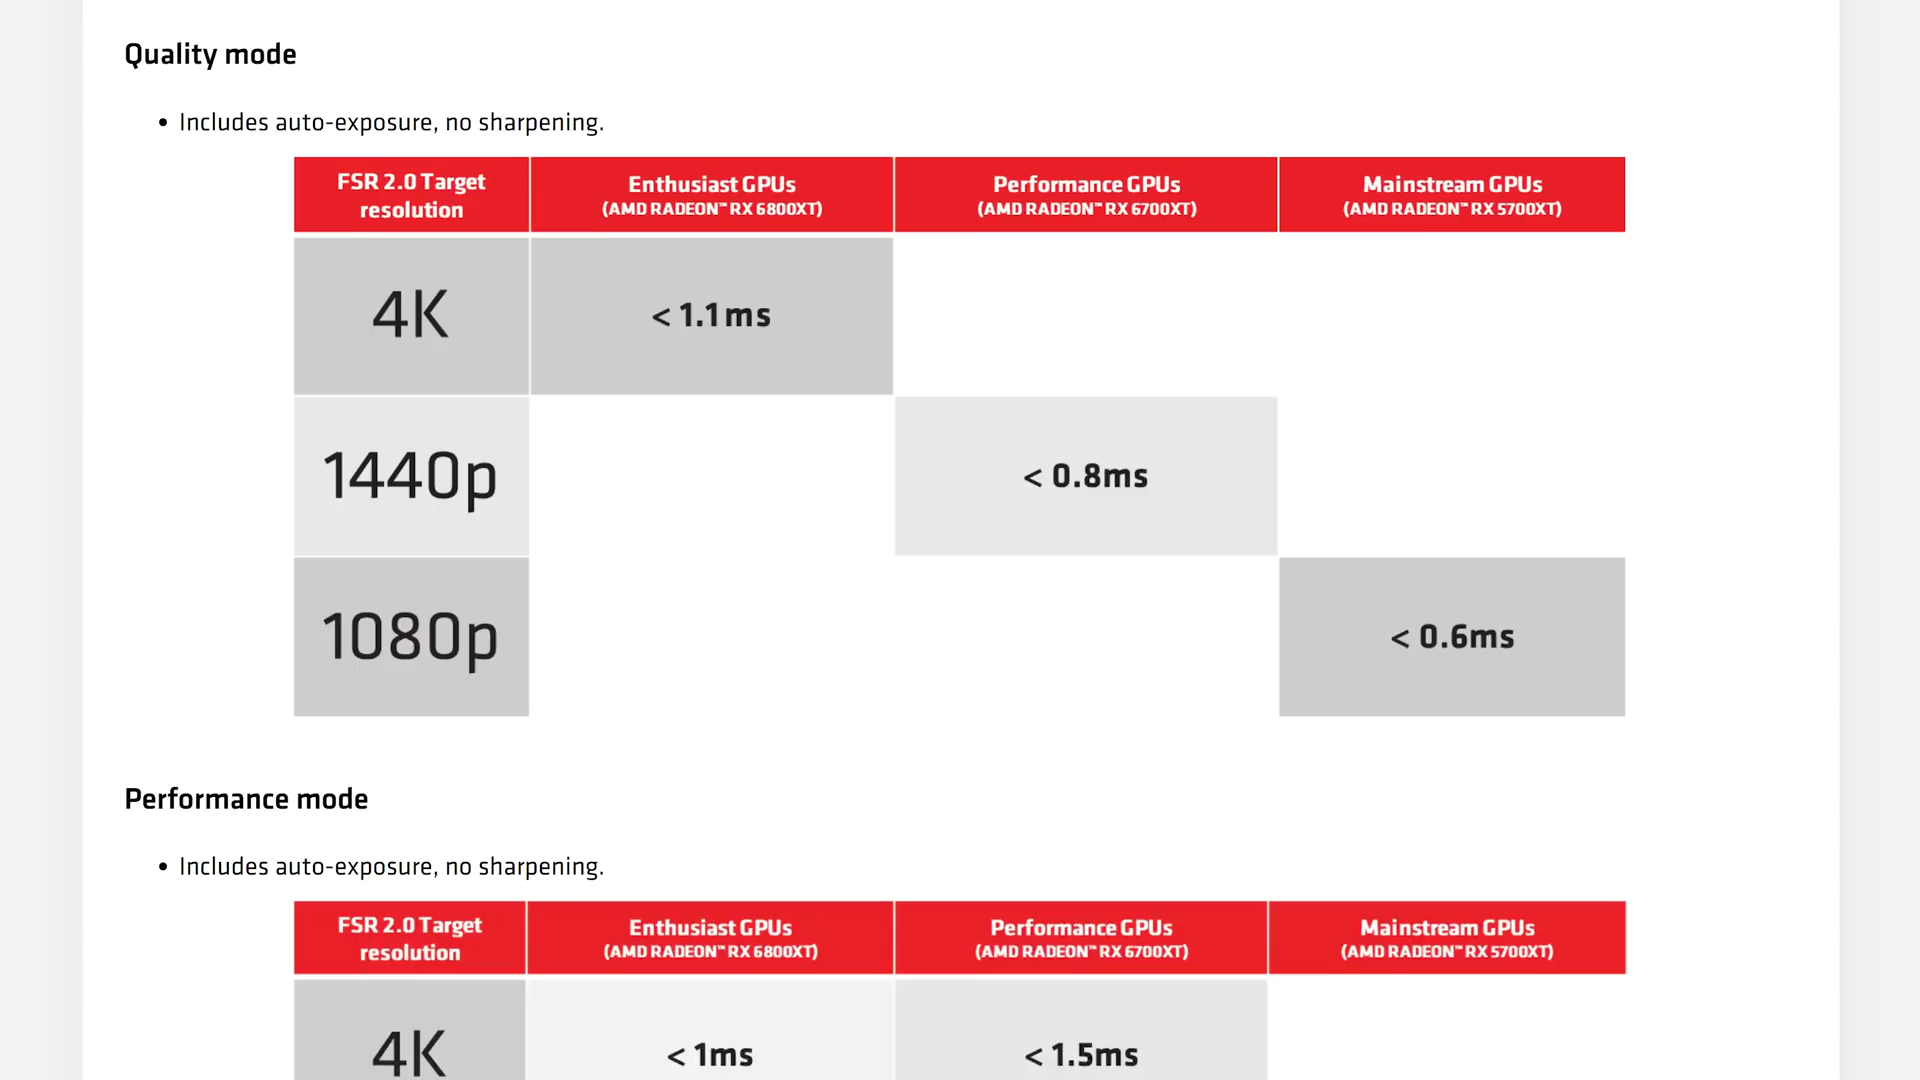 Quality mode
• Includes auto-exposure, no sharpening.
FSR 2.0 Target
resolution
Enthusiast GPUs
(AMD RADEON™ RX 6800XT)
Performance GPUs
(AMD RADEON™ RX 6700XT)
Mainstream GPUs
(AMD RADEON™ RX 5700XT)
4K
< 1.1ms
1440p
< 0.8ms
1080p
< 0.6ms
Performance mode
• Includes auto-exposure, no sharpening.
FSR 2.0 Target
resolution
Enthusiast GPUs
(AMD RADEON™ RX 6800XT)
Performance GPUs
(AMD RADEON™ RX 6700XT)
Mainstream GPUs
(AMD RADEON™ RX 5700XT)
4K
< 1ms
< 1.5ms